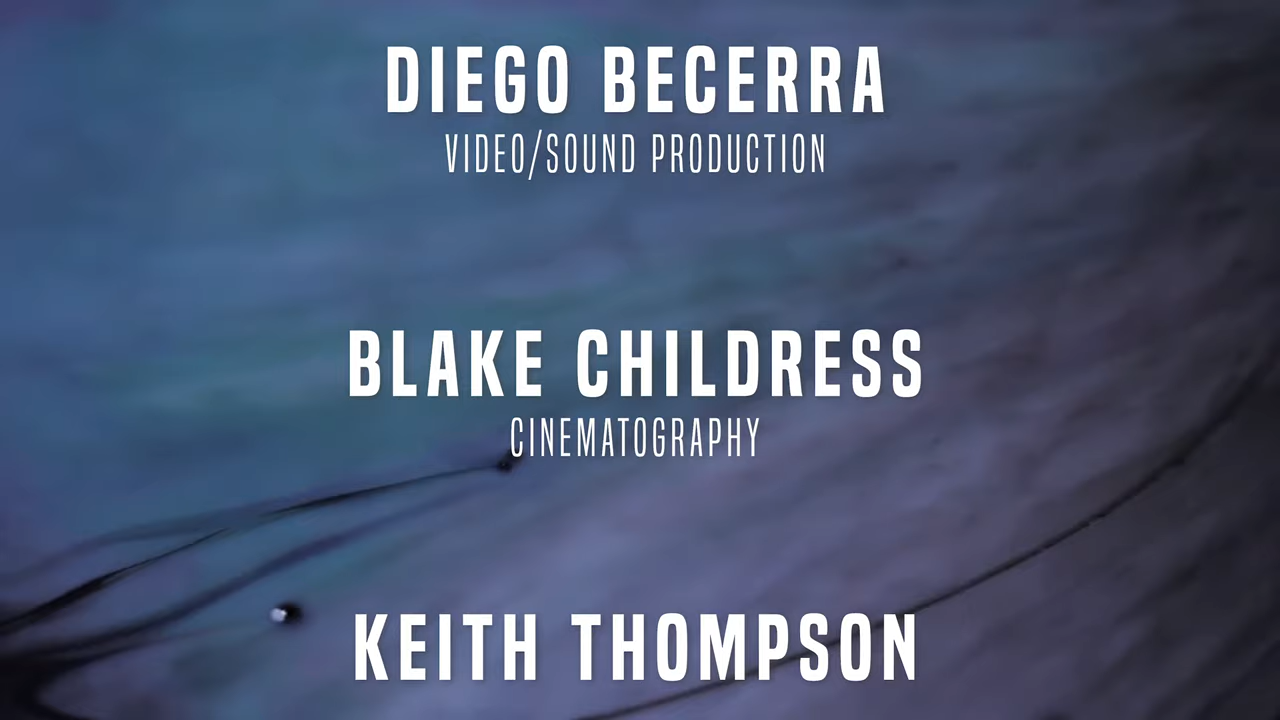 DIEGO BECERRA
VIDEO/SOUND PRODUCTION
BLAKE CHILDRESS
CINEMATOGRAPHY
KEITH THOMPSON